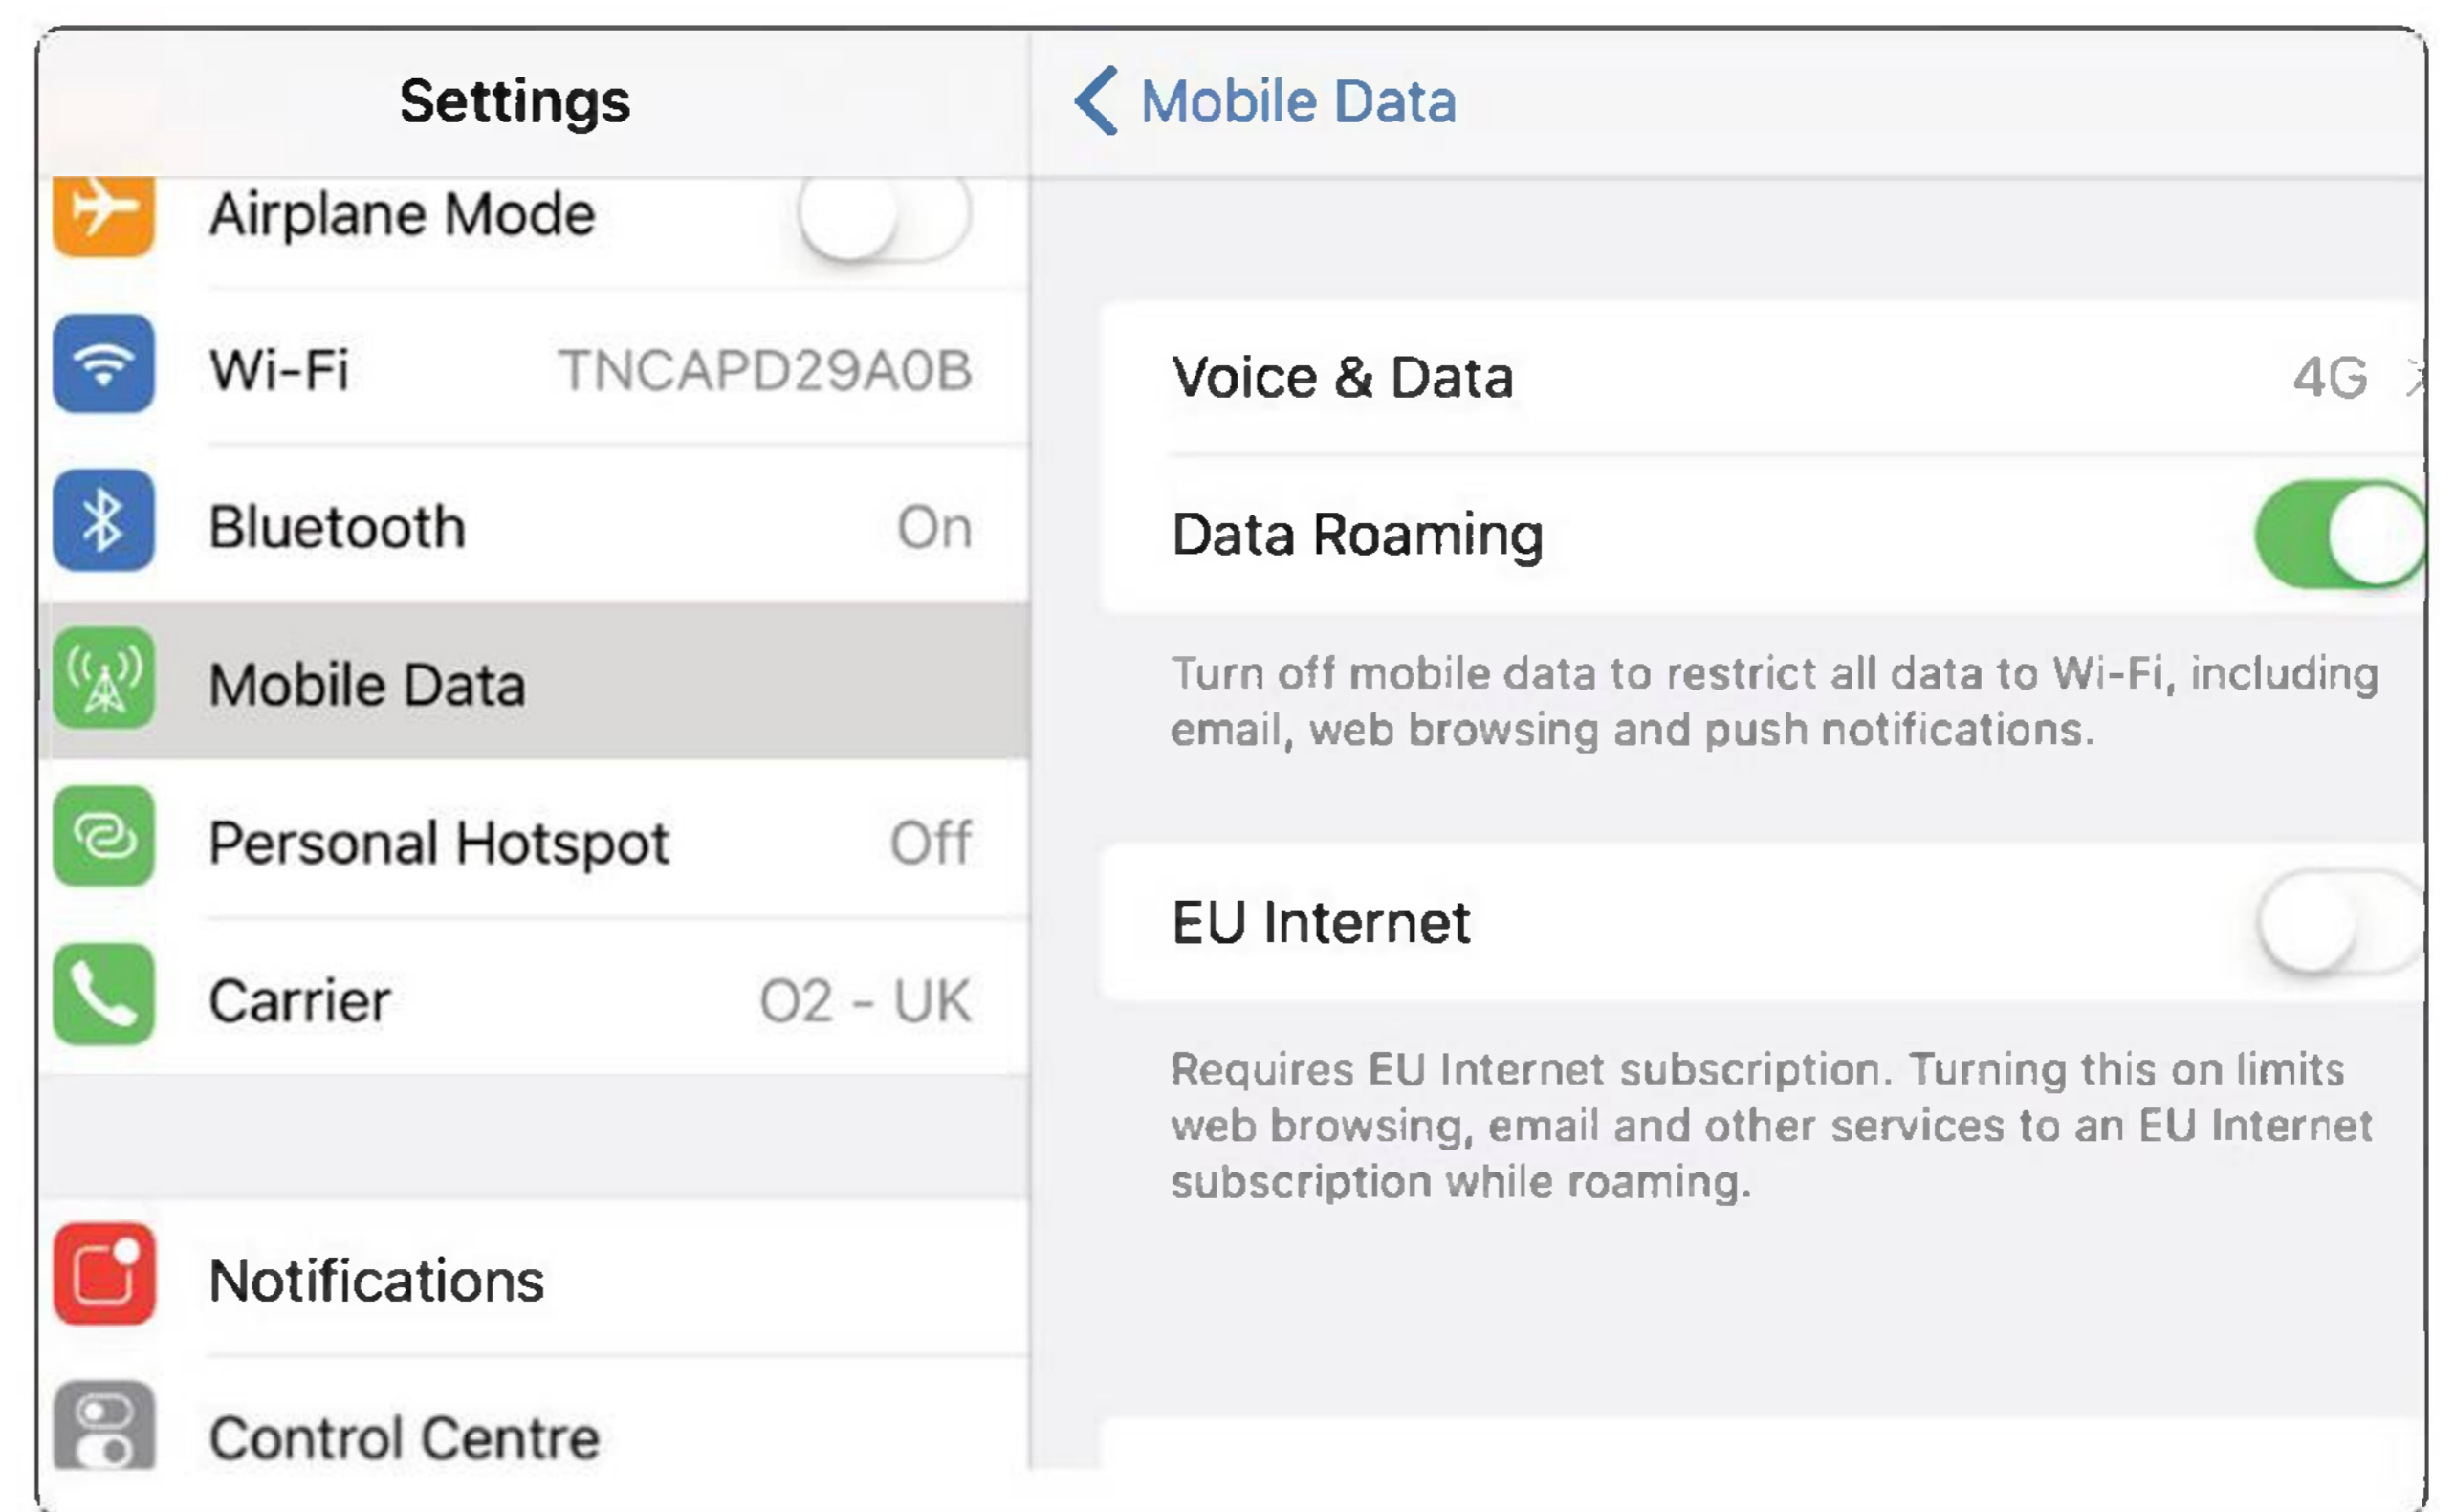 Settings
Airplane Mode
Wi-Fi TNCAPD29A0B
Bluetooth On
Mobile Data
Personal Hotspot Off
Carrier O2 - UK
Notifications
Control Centre
Mobile Data
Voice & Data 4G
Data Roaming
Turn off mobile data to restrict all data to Wi-Fi, including
email, web browsing and push notifications.
EU Internet
Requires EU Internet subscription. Turning this on limits
web browsing, email and other services to an EU Internet
subscription while roaming.